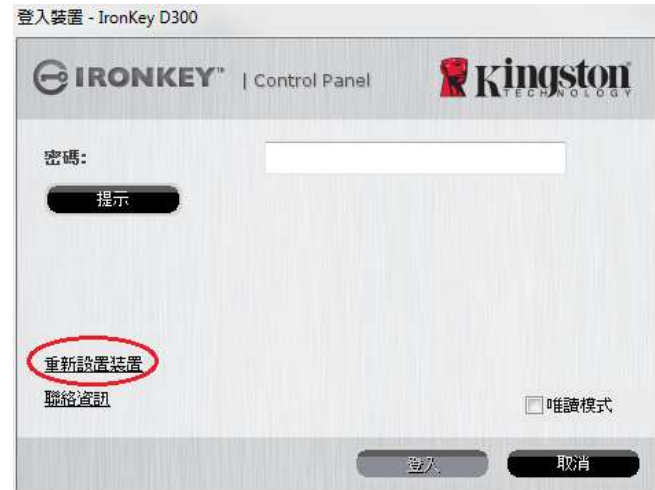 登入裝置 - IronKey D300
IRONKEY™ | Control Panel
Kingston
TECHNOLOGY
密碼:
提示
重新設置装置
聯絡資訊
唯讀模式
登入
取消